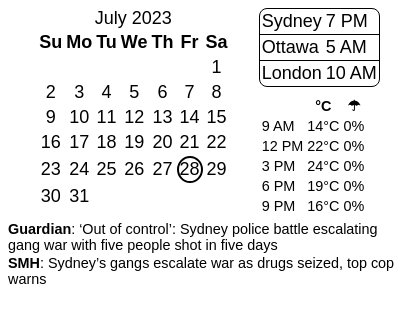 July 2023
Su Mo Tu We Th Fr Sa
1
2 3 4 5 6 7 8
9 10 11 12 13 14 15
16 17 18 19 20 21 22
23 24 25 26 27 28 29
30 31
Sydney 7 PM
Ottawa 5 AM
London 10 AM
°C ☂
9 AM 14°C 0%
12 PM 22°C 0%
3 PM 24°C 0%
6 PM 19°C 0%
9 PM 16°C 0%
Guardian: ‘Out of control’: Sydney police battle escalating
gang war with five people shot in five days
SMH: Sydney’s gangs escalate war as drugs seized, top cop
warns